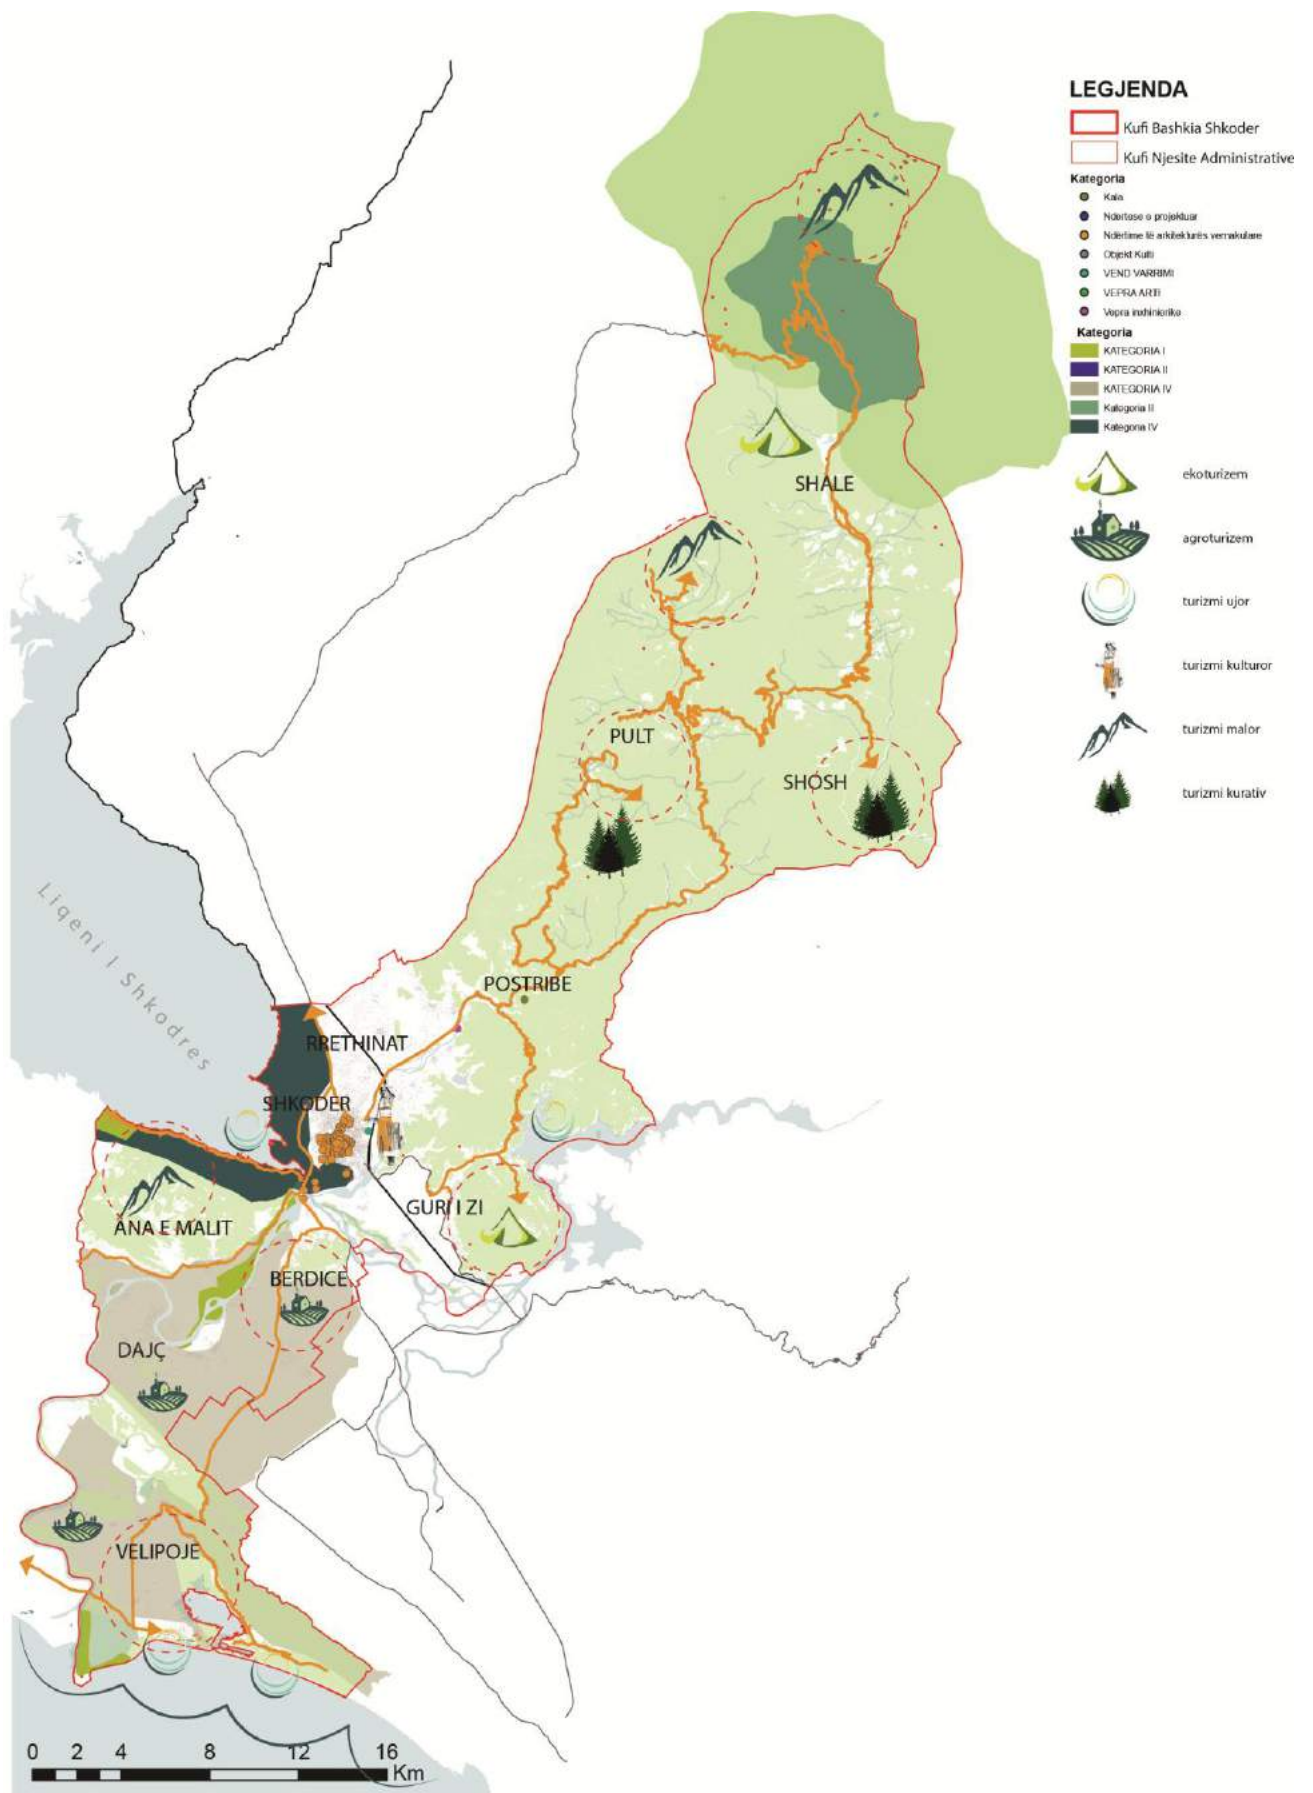 LEGJENDA
Kufi Bashkia Shkoder
Kufi Njesite Administrative
Kategoria
Kala
Ndertese e projektuar
Ndërtime të arkitekturës vernakulare
Objekt Kulti
VEND VARRIMI
VEPRA ARTI
Vepra inxhinierike
Kategoria
KATEGORIA I
KATEGORIA II
KATEGORIA IV
Kategoria II
Kategoria IV
ekoturizem
agroturizem
turizmi ujor
turizmi kulturor
turizmi malor
turizmi kurativ
SHALE
PULT
SHOSH
Liqeni I Shkodres
POSTRIBE
RRETHINAT
SHKODER
GURI I ZI
ANA E MALIT
BERDICE
DAJÇ
VELIPOJE
0 2 4 8 12 16
Km